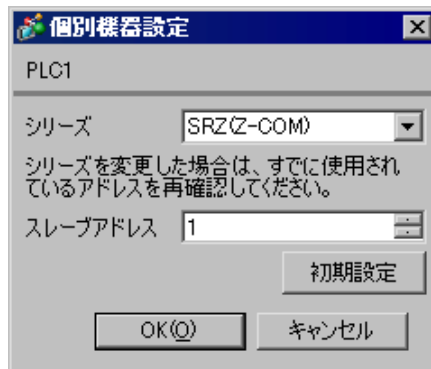 個別機器設定
PLC1
シリーズ SRZ(Z-COM)
シリーズを変更した場合は、すでに使用され
ているアドレスを再確認してください。
スレーブアドレス 1
初期設定
OK(O) キャンセル